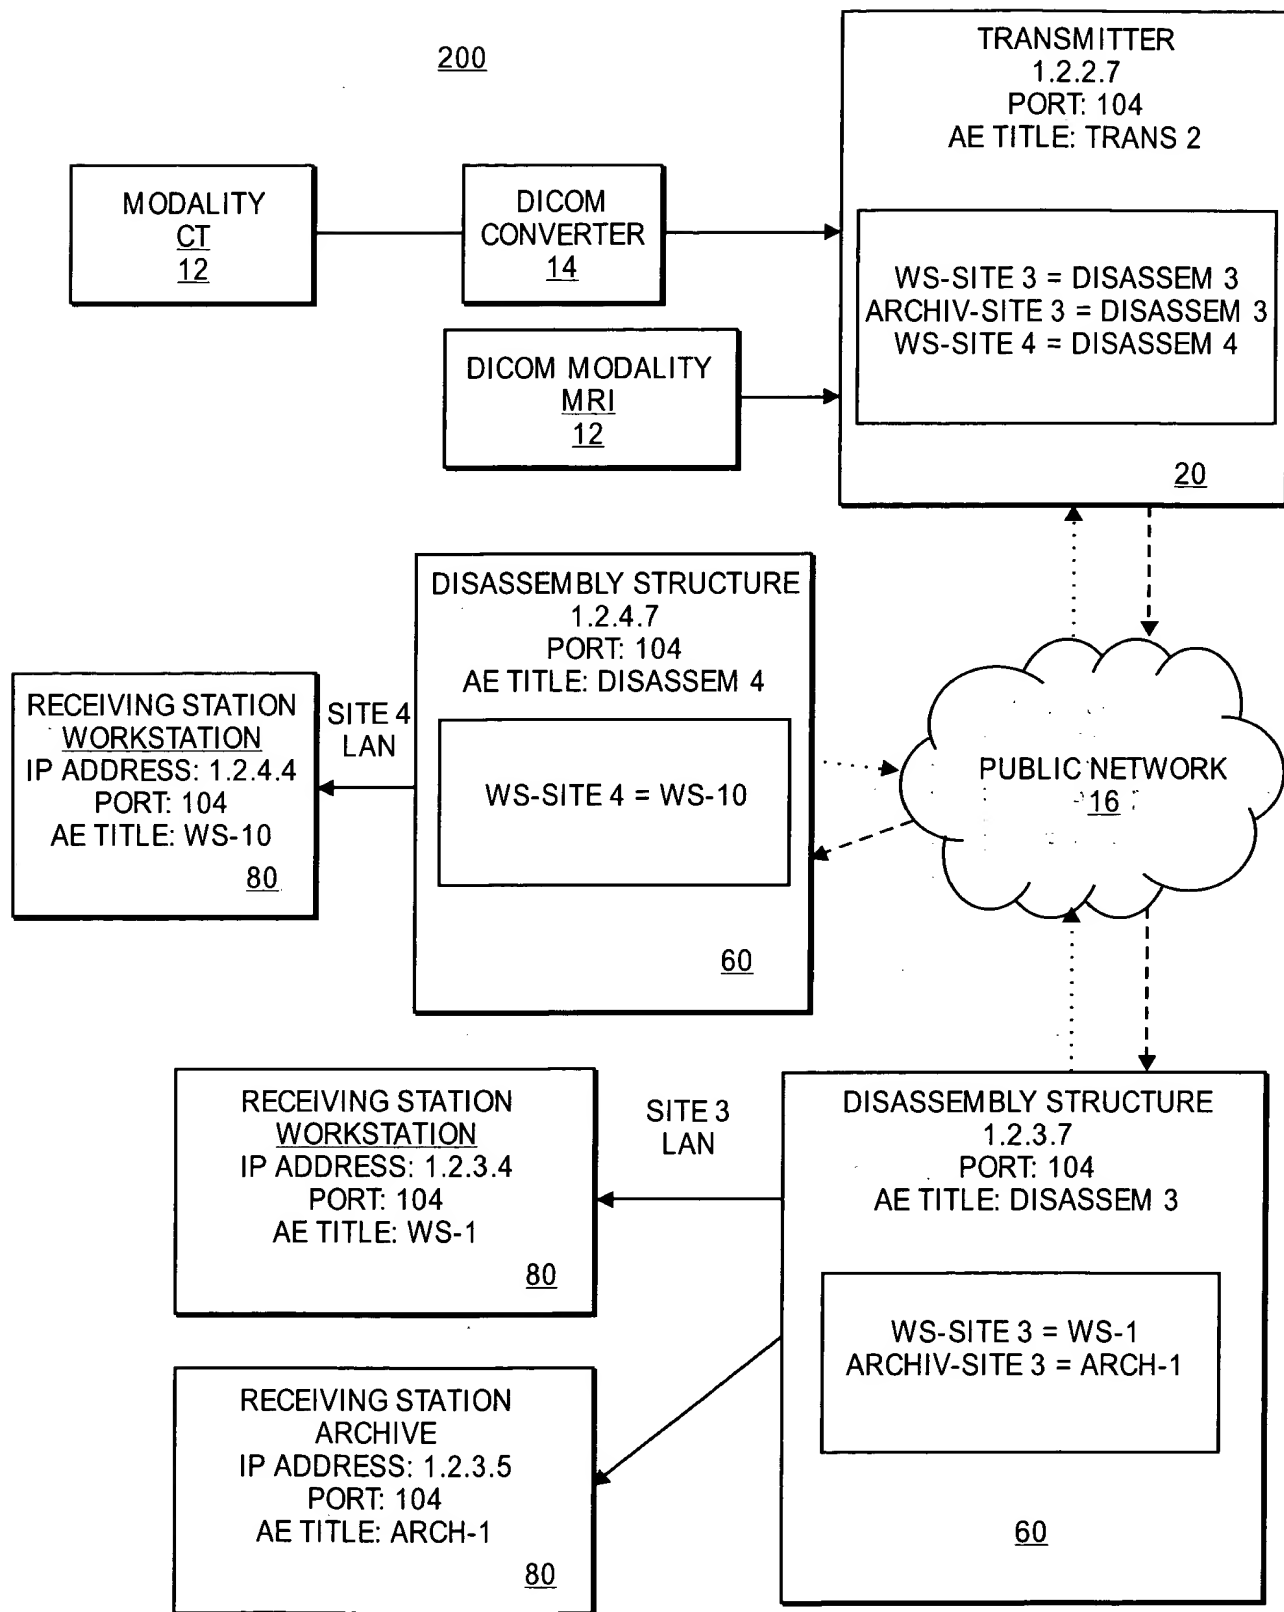 200
TRANSMITTER
1.2.2.7
PORT: 104
AE TITLE: TRANS 2
WS-SITE 3 = DISASSEM 3
ARCHIV-SITE 3 = DISASSEM 3
WS-SITE 4 = DISASSEM 4
20
MODALITY
CT
12
DICOM
CONVERTER
14
DICOM MODALITY
MRI
12
DISASSEMBLY STRUCTURE
1.2.4.7
PORT: 104
AE TITLE: DISASSEM 4
WS-SITE 4 = WS-10
60
SITE 4
LAN
RECEIVING STATION
WORKSTATION
IP ADDRESS: 1.2.4.4
PORT: 104
AE TITLE: WS-10
80
PUBLIC NETWORK
16
RECEIVING STATION
WORKSTATION
IP ADDRESS: 1.2.3.4
PORT: 104
AE TITLE: WS-1
80
SITE 3
LAN
DISASSEMBLY STRUCTURE
1.2.3.7
PORT: 104
AE TITLE: DISASSEM 3
WS-SITE 3 = WS-1
ARCHIV-SITE 3 = ARCH-1
60
RECEIVING STATION
ARCHIVE
IP ADDRESS: 1.2.3.5
PORT: 104
AE TITLE: ARCH-1
80